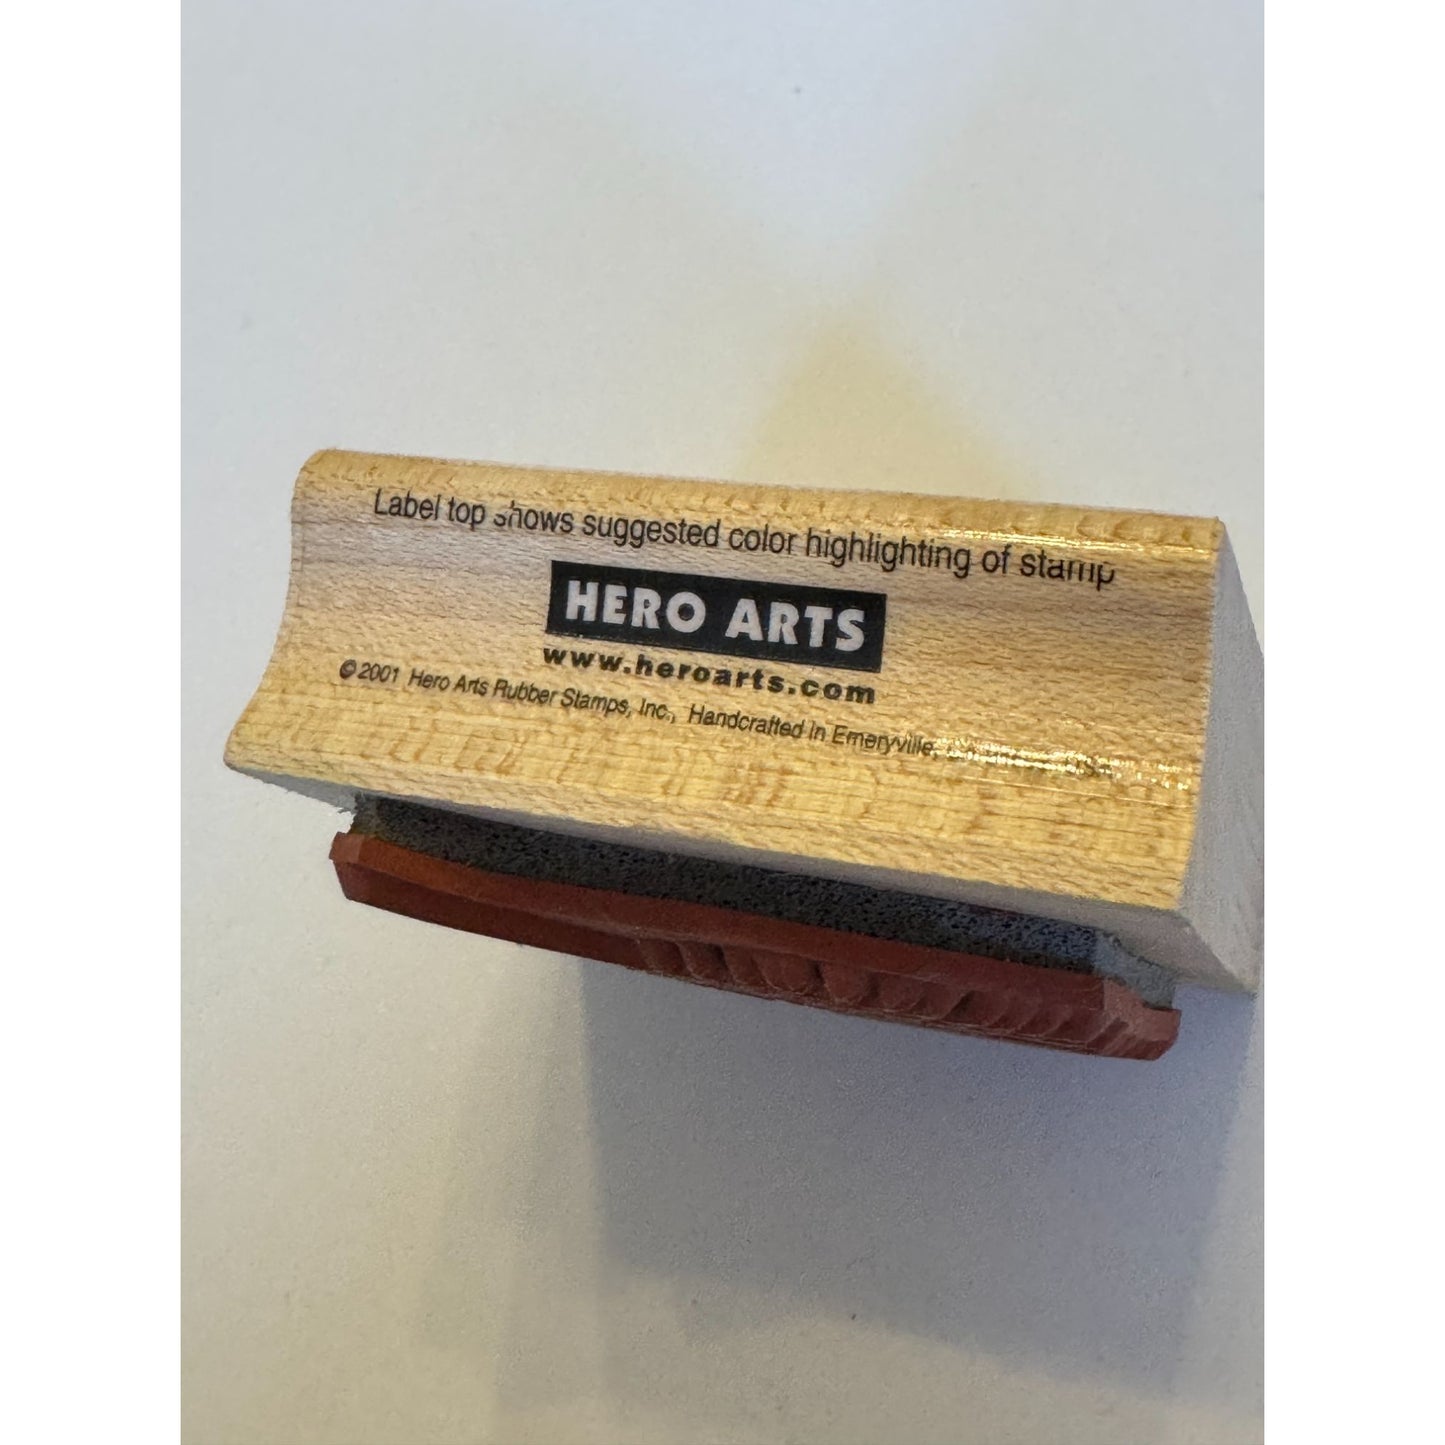 Label top shows suggested color highlighting of stamp
HERO ARTS
www.heroarts.com
©2001 Hero Arts Rubber Stamps, Inc., Handcrafted in Emeryville,